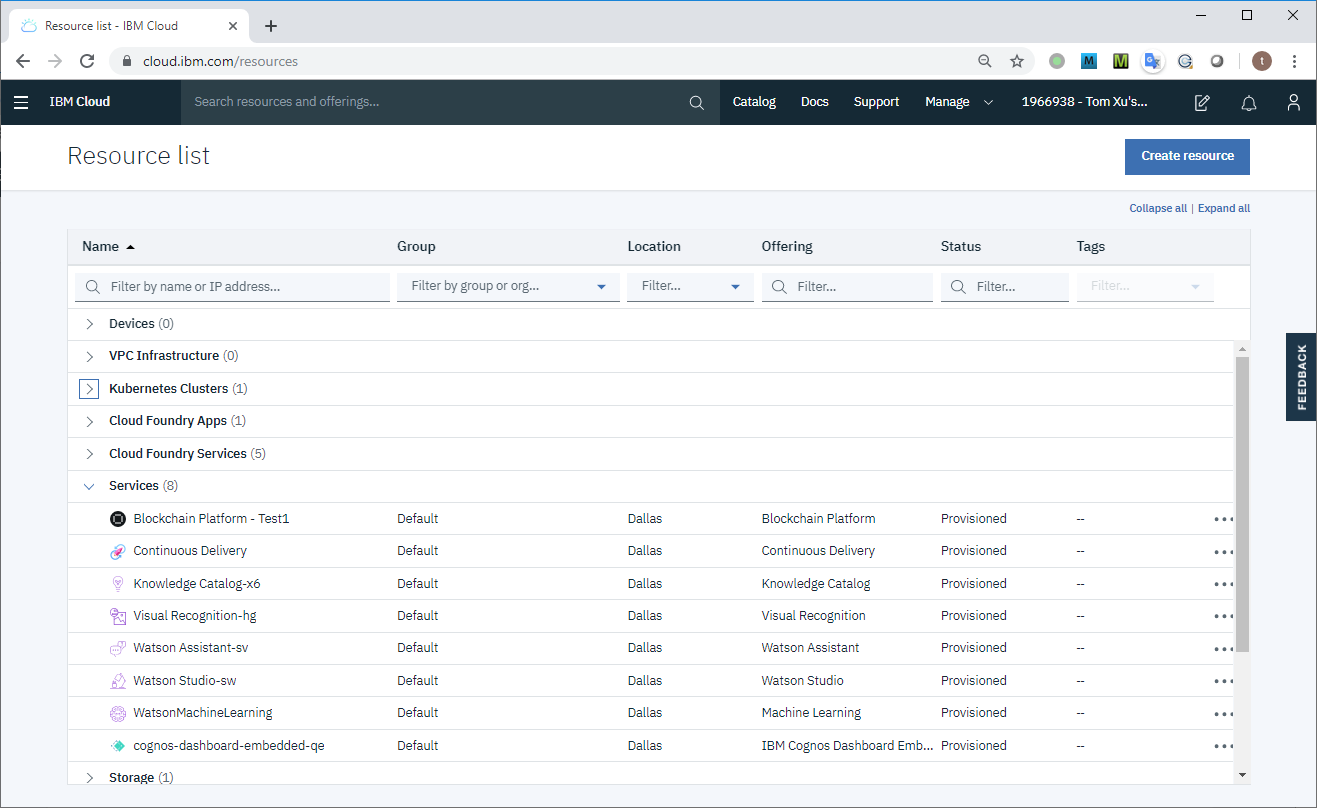 Resource list - IBM Cloud
cloud.ibm.com/resources
M M t
IBM Cloud Search resources and offerings... Catalog Docs Support Manage 1966938 - Tom Xu's...
Resource list Create resource
Collapse all | Expand all
Name Group Location Offering Status Tags
Filter by name or IP address... Filter by group or org... Filter... Filter... Filter... Filter...
Devices (0)
VPC Infrastructure (0)
Kubernetes Clusters (1)
Cloud Foundry Apps (1)
Cloud Foundry Services (5)
Services (8)
Blockchain Platform - Test1 Default Dallas Blockchain Platform Provisioned --
Continuous Delivery Default Dallas Continuous Delivery Provisioned --
Knowledge Catalog-x6 Default Dallas Knowledge Catalog Provisioned --
Visual Recognition-hg Default Dallas Visual Recognition Provisioned --
Watson Assistant-sv Default Dallas Watson Assistant Provisioned --
Watson Studio-sw Default Dallas Watson Studio Provisioned --
WatsonMachineLearning Default Dallas Machine Learning Provisioned --
cognos-dashboard-embedded-qe Default Dallas IBM Cognos Dashboard Emb... Provisioned --
Storage (1)
FEEDBACK